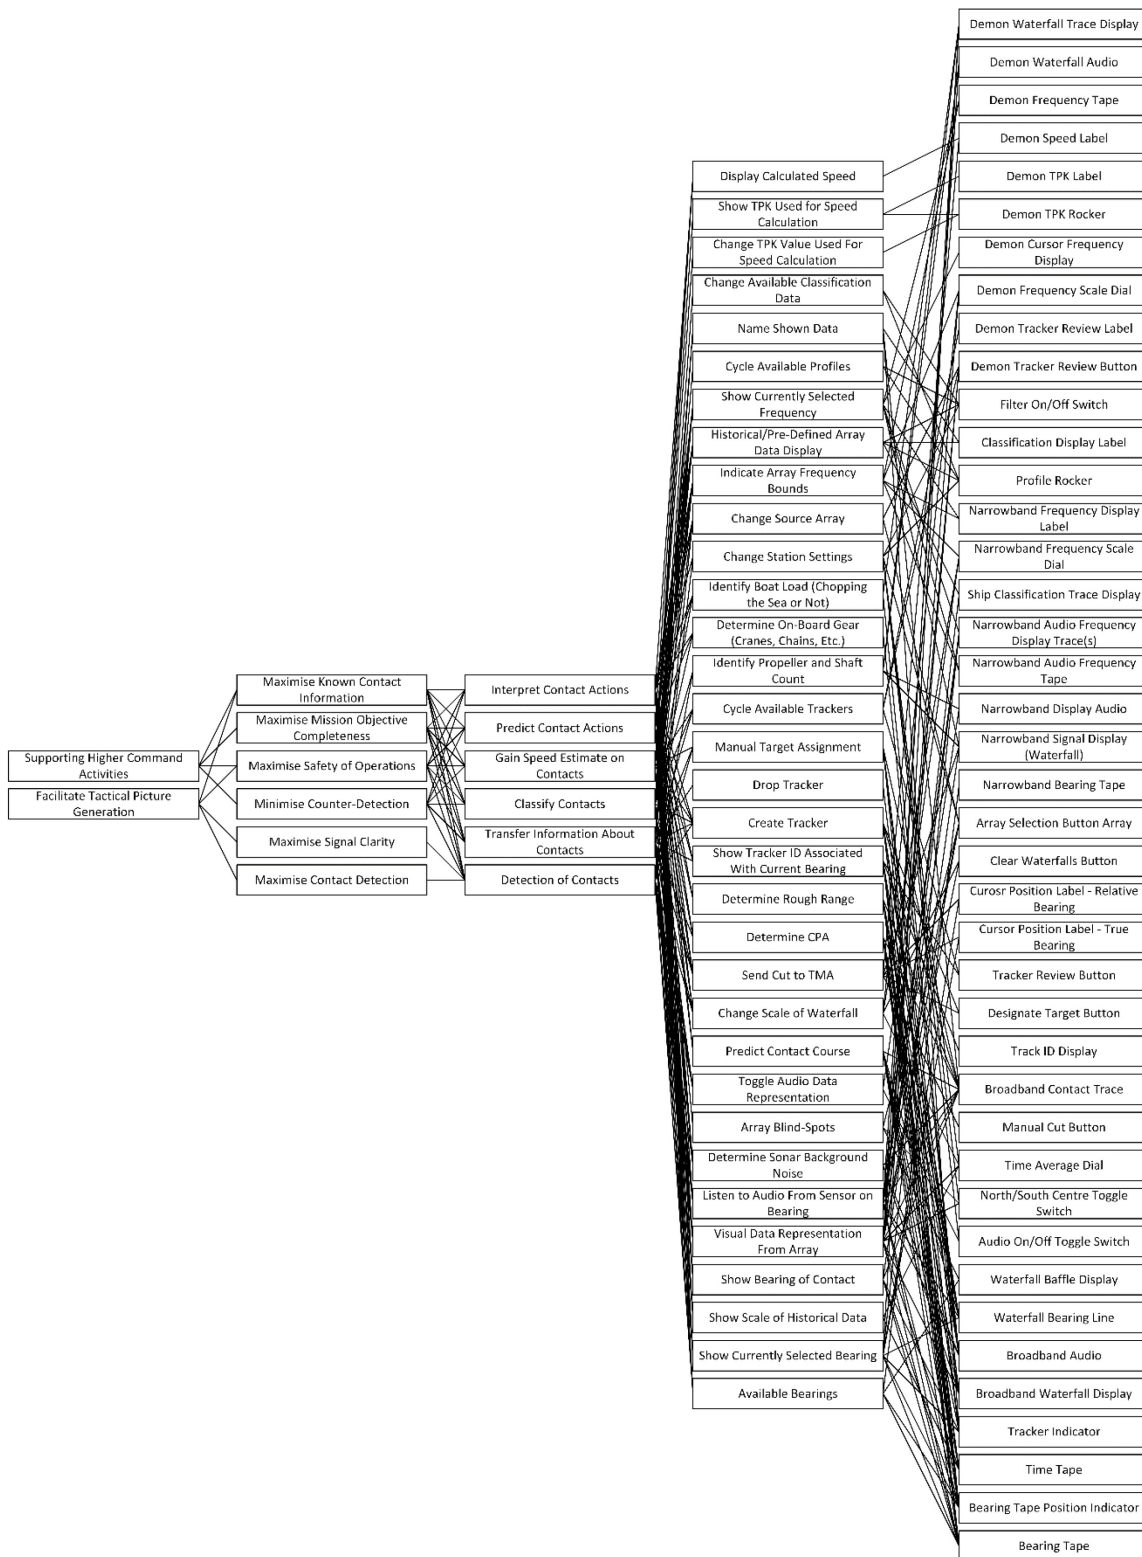 Supporting Higher Command
Activities
Facilitate Tactical Picture
Generation
Maximise Known Contact
Information
Maximise Mission Objective
Completeness
Maximise Safety of Operations
Minimise Counter-Detection
Maximise Signal Clarity
Maximise Contact Detection
Interpret Contact Actions
Predict Contact Actions
Gain Speed Estimate on
Contacts
Classify Contacts
Transfer Information About
Contacts
Detection of Contacts
Display Calculated Speed
Show TPK Used for Speed
Calculation
Change TPK Value Used For
Speed Calculation
Change Available Classification
Data
Name Shown Data
Cycle Available Profiles
Show Currently Selected
Frequency
Historical/Pre-Defined Array
Data Display
Indicate Array Frequency
Bounds
Change Source Array
Change Station Settings
Identify Boat Load (Chopping
the Sea or Not)
Determine On-Board Gear
(Cranes, Chains, Etc.)
Identify Propeller and Shaft
Count
Cycle Available Trackers
Manual Target Assignment
Drop Tracker
Create Tracker
Show Tracker ID Associated
With Current Bearing
Determine Rough Range
Determine CPA
Send Cut to TMA
Change Scale of Waterfall
Predict Contact Course
Toggle Audio Data
Representation
Array Blind-Spots
Determine Sonar Background
Noise
Listen to Audio From Sensor on
Bearing
Visual Data Representation
From Array
Show Bearing of Contact
Show Scale of Historical Data
Show Currently Selected Bearing
Available Bearings
Demon Waterfall Trace Display
Demon Waterfall Audio
Demon Frequency Tape
Demon Speed Label
Demon TPK Label
Demon TPK Rocker
Demon Cursor Frequency
Display
Demon Frequency Scale Dial
Demon Tracker Review Label
Demon Tracker Review Button
Filter On/Off Switch
Classification Display Label
Profile Rocker
Narrowband Frequency Display
Label
Narrowband Frequency Scale
Dial
Ship Classification Trace Display
Narrowband Audio Frequency
Display Trace(s)
Narrowband Audio Frequency
Tape
Narrowband Display Audio
Narrowband Signal Display
(Waterfall)
Narrowband Bearing Tape
Array Selection Button Array
Clear Waterfalls Button
Curosr Position Label - Relative
Bearing
Cursor Position Label - True
Bearing
Tracker Review Button
Designate Target Button
Track ID Display
Broadband Contact Trace
Manual Cut Button
Time Average Dial
North/South Centre Toggle
Switch
Audio On/Off Toggle Switch
Waterfall Baffle Display
Waterfall Bearing Line
Broadband Audio
Broadband Waterfall Display
Tracker Indicator
Time Tape
Bearing Tape Position Indicator
Bearing Tape